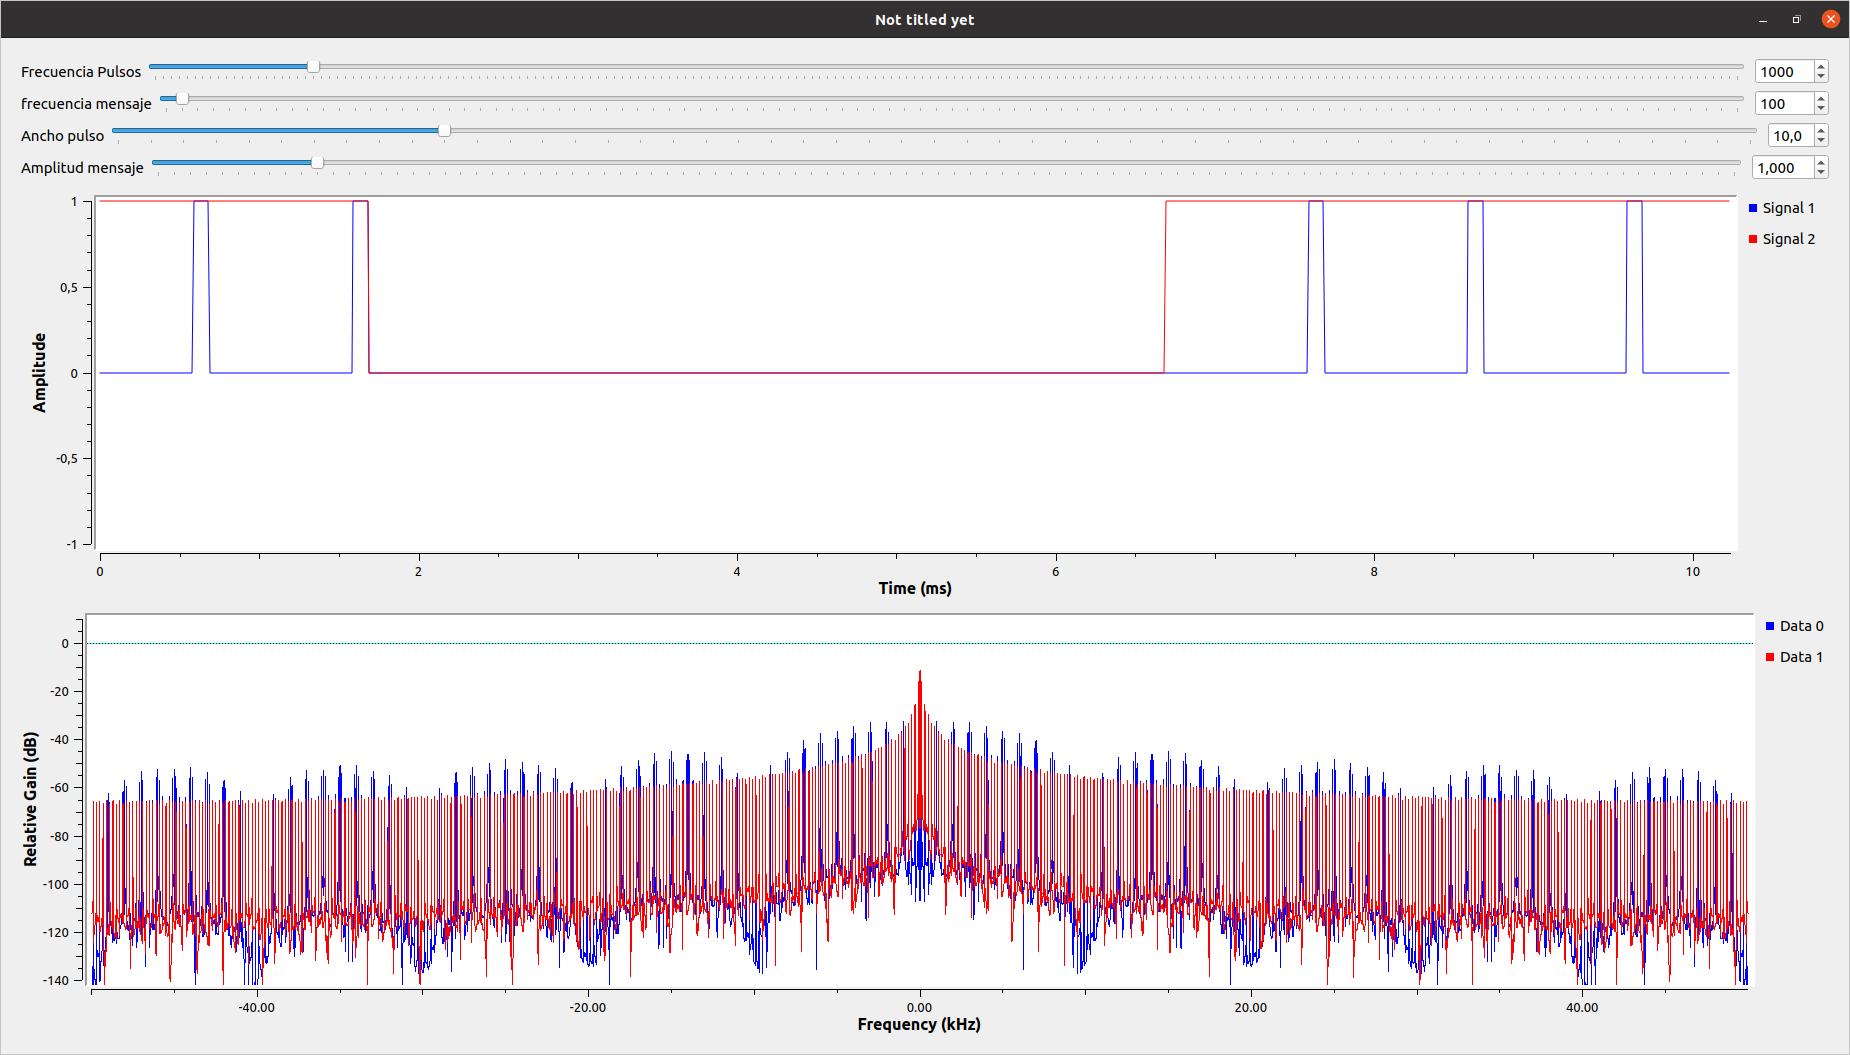 Not titled yet
Frecuencia Pulsos 1000
frecuencia mensaje 100
Ancho pulso 10,0
Amplitud mensaje 1,000
1
0,5
0
-0,5
-1
Amplitude
0 2 4 6 8 10
Time (ms)
Signal 1
Signal 2
0
-20
-40
-60
-80
-100
-120
-140
Relative Gain (dB)
-40.00 -20.00 0.00 20.00 40.00
Frequency (kHz)
Data 0
Data 1